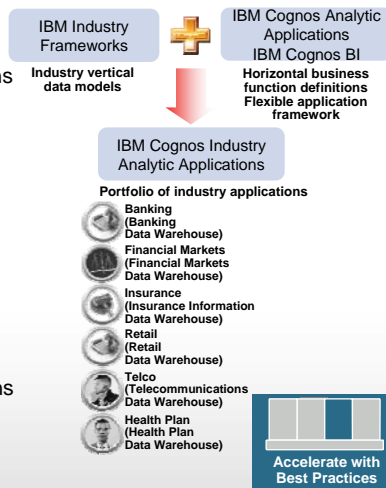 IBM Industry
Frameworks
IBM Cognos Analytic
Applications
IBM Cognos BI
Industry vertical
data models
Horizontal business
function definitions
Flexible application
framework
IBM Cognos Industry
Analytic Applications
Portfolio of industry applications
Banking
(Banking
Data Warehouse)
Financial Markets
(Financial Markets
Data Warehouse)
Insurance
(Insurance Information
Data Warehouse)
Retail
(Retail
Data Warehouse)
Telco
(Telecommunications
Data Warehouse)
Health Plan
(Health Plan
Data Warehouse)
Accelerate with
Best Practices